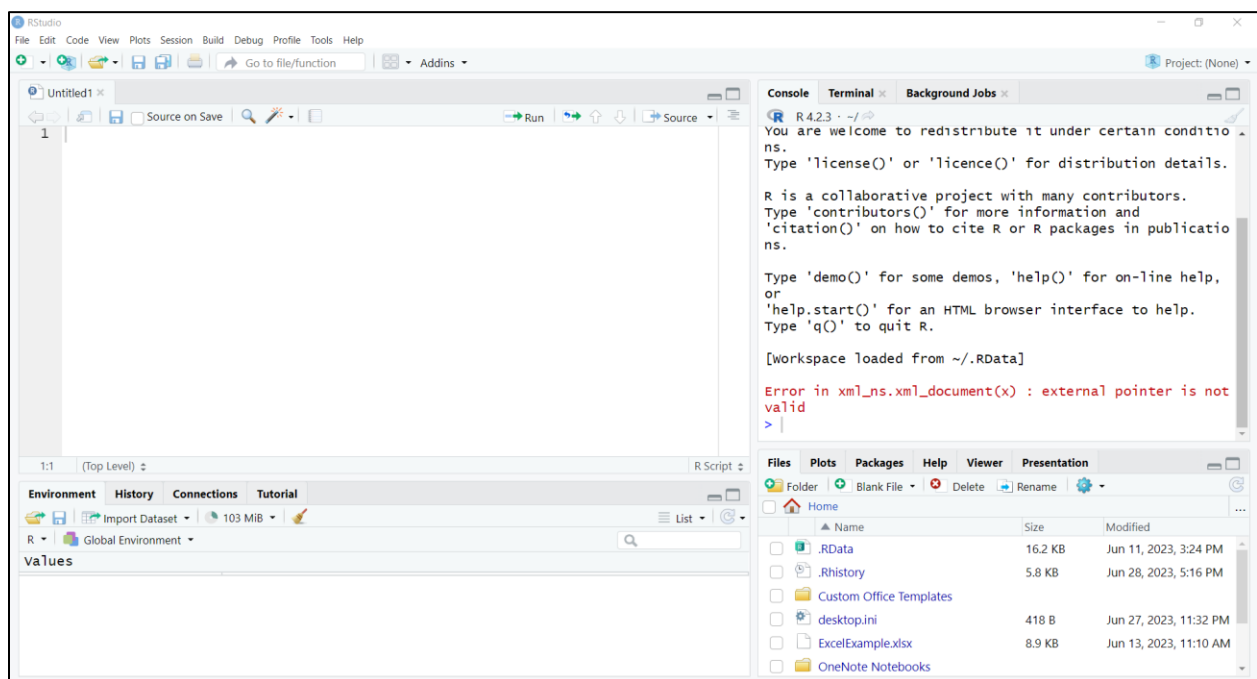 RStudio
File Edit Code View Plots Session Build Debug Profile Tools Help
Go to file/function Addins Project: (None)
Untitled1
Source on Save Run Source
1
1:1 (Top Level) R Script
Environment History Connections Tutorial
Import Dataset 103 MiB List
R Global Environment
Values
Console Terminal Background Jobs
R 4.2.3 · ~/
You are welcome to redistribute it under certain conditio
ns.
Type 'license()' or 'licence()' for distribution details.
R is a collaborative project with many contributors.
Type 'contributors()' for more information and
'citation()' on how to cite R or R packages in publicatio
ns.
Type 'demo()' for some demos, 'help()' for on-line help,
or
'help.start()' for an HTML browser interface to help.
Type 'q()' to quit R.
[Workspace loaded from ~/.RData]
Error in xml_ns.xml_document(x) : external pointer is not
valid
>
Files Plots Packages Help Viewer Presentation
Folder Blank File Delete Rename
Home ...
Name Size Modified
.RData 16.2 KB Jun 11, 2023, 3:24 PM
.Rhistory 5.8 KB Jun 28, 2023, 5:16 PM
Custom Office Templates
desktop.ini 418 B Jun 27, 2023, 11:32 PM
ExcelExample.xlsx 8.9 KB Jun 13, 2023, 11:10 AM
OneNote Notebooks